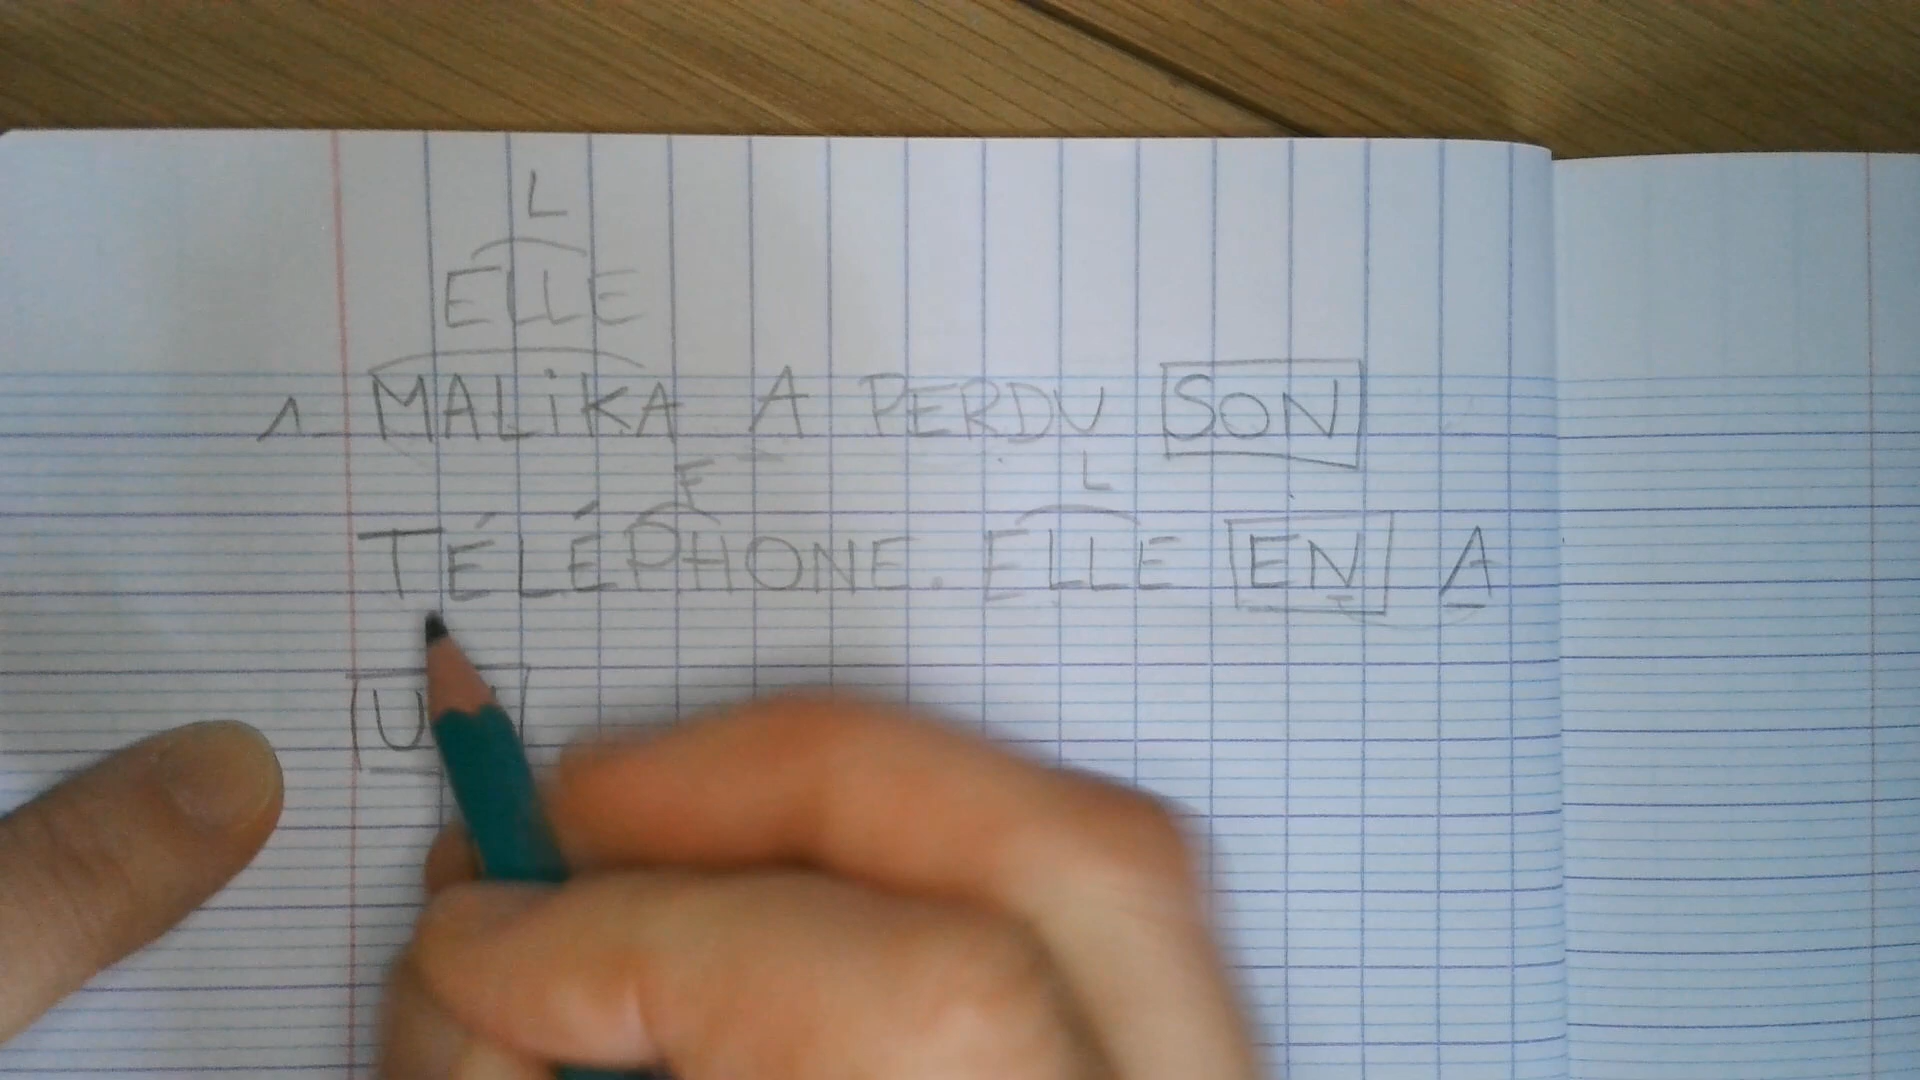 L
ELLE
1 MALiKA A PERDU SON
F L
TÉLÉPHONE. ELLE EN A